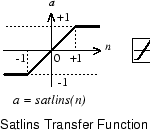 a
+1
n
-1
0
+1
-1
a = satlins(n)
Satlins Transfer Function